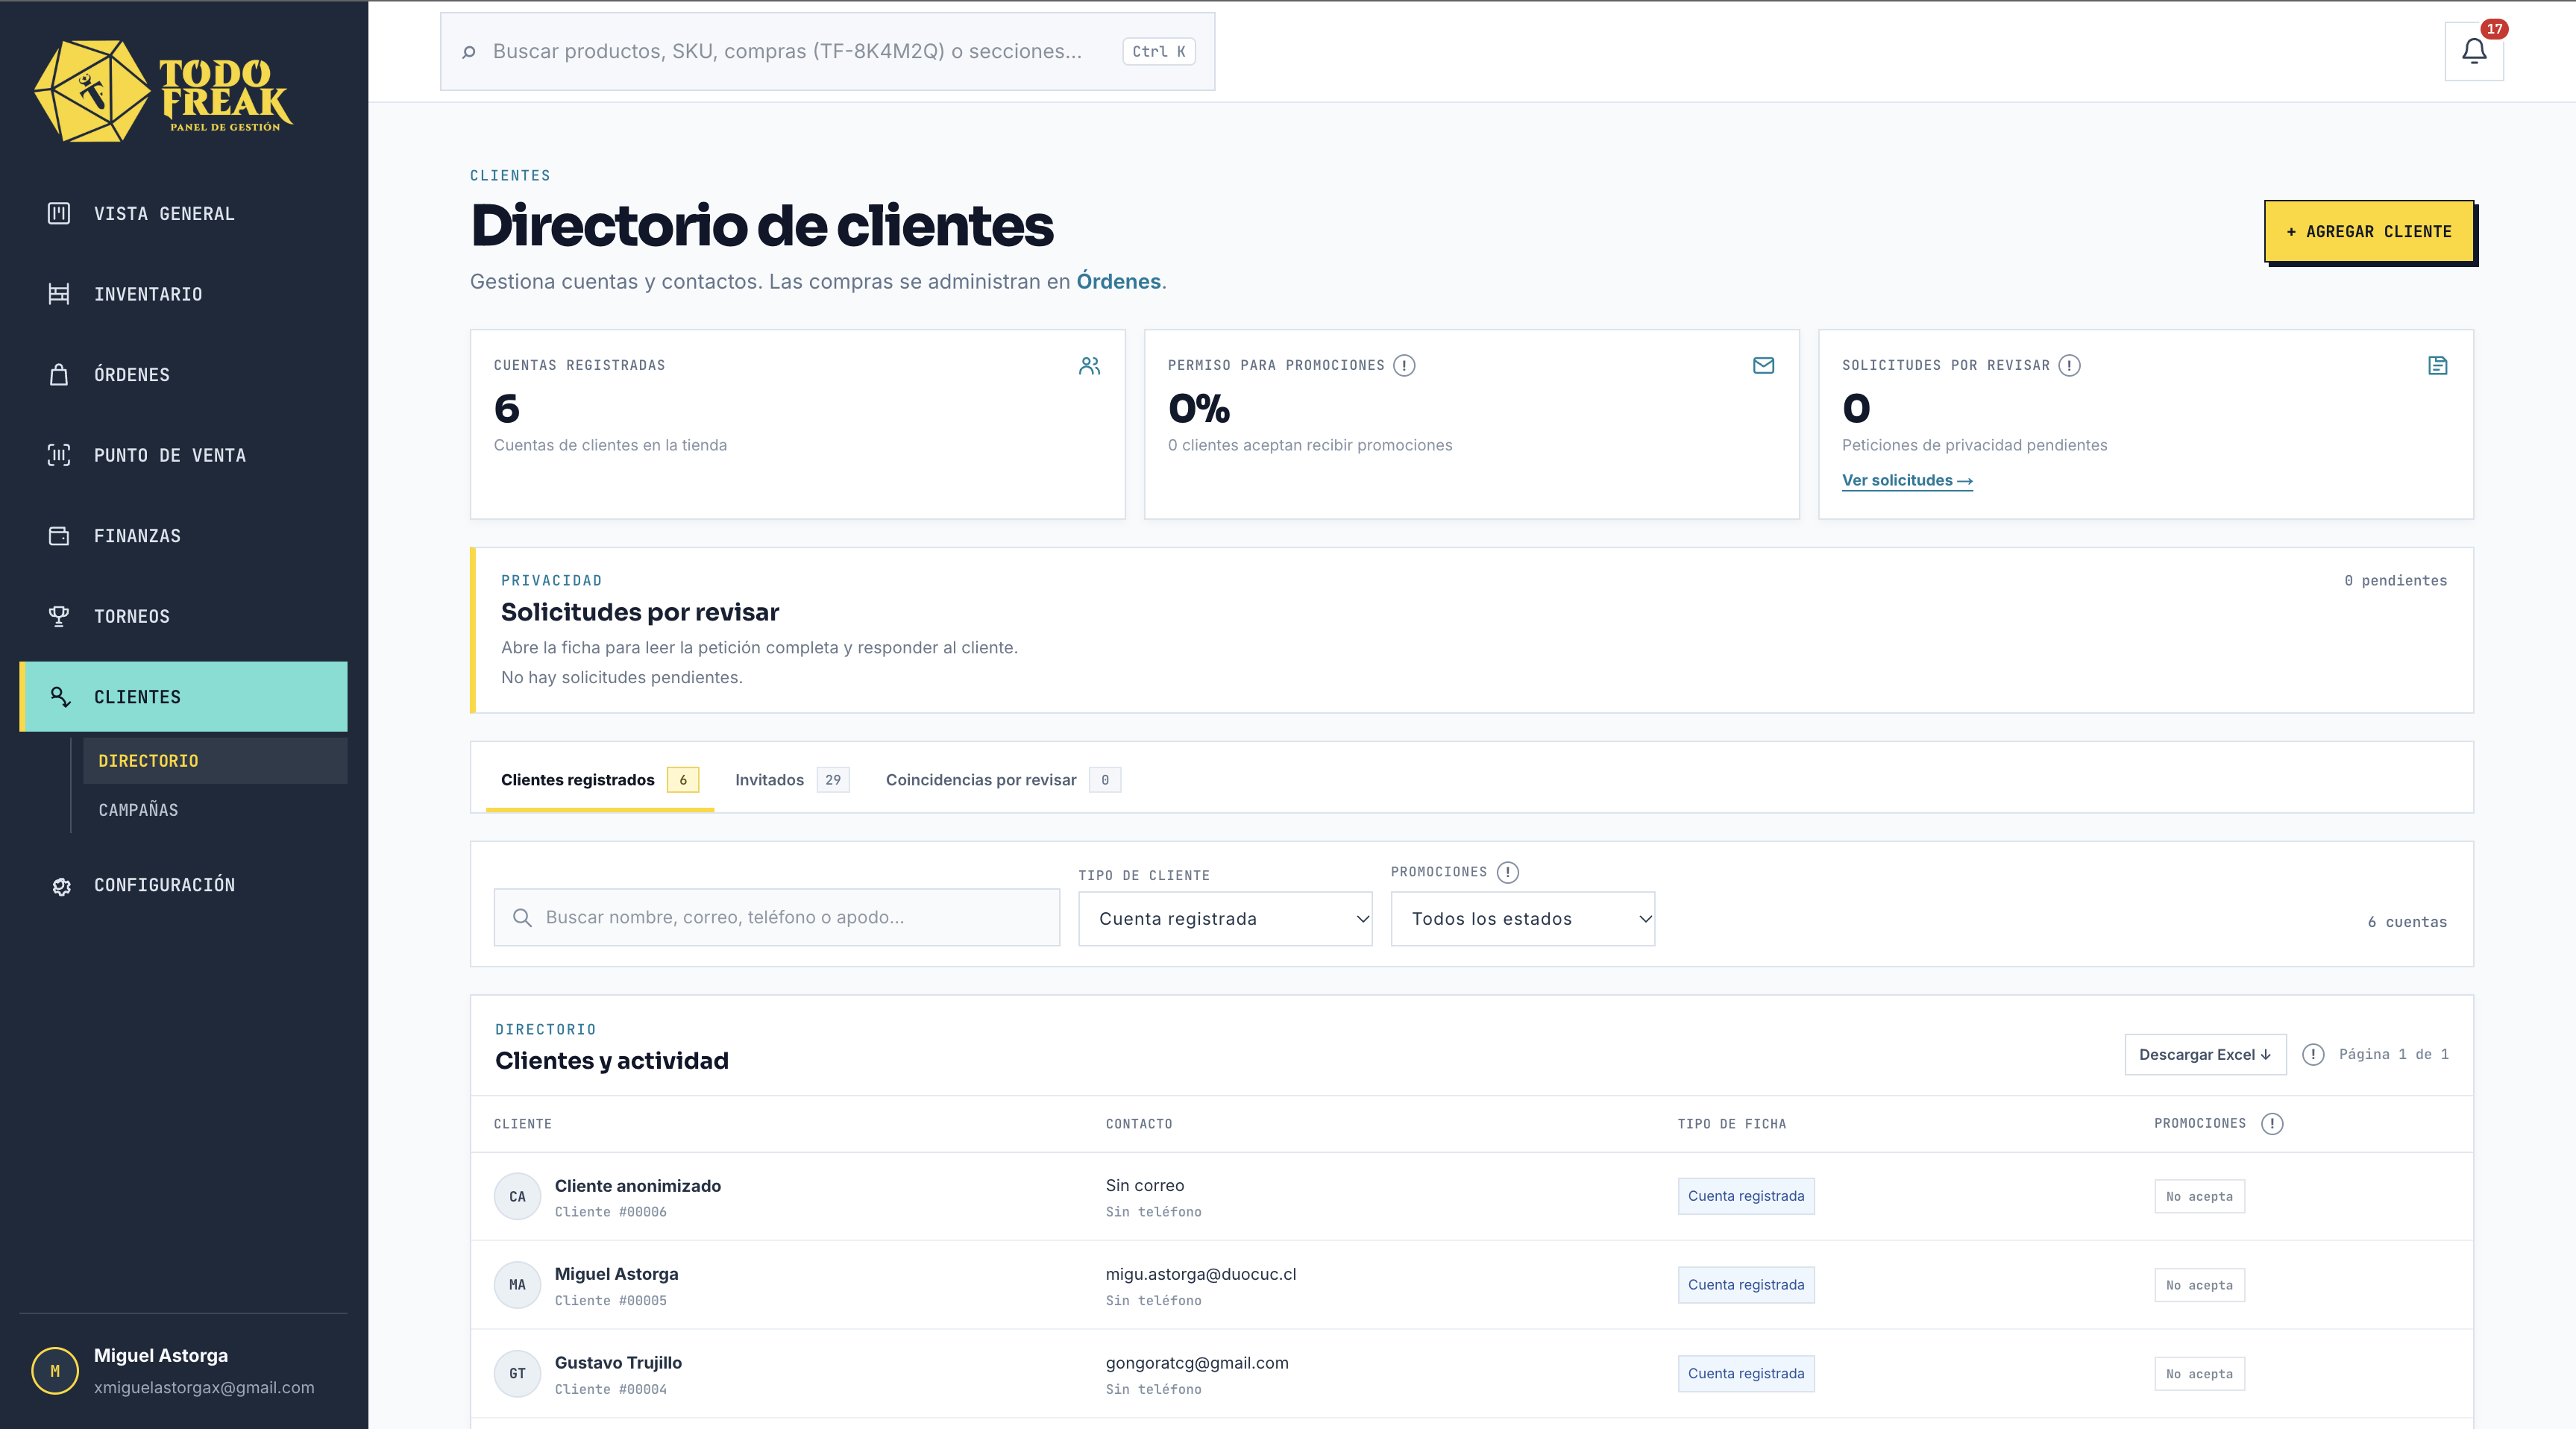 TODO
FREAK
PANEL DE GESTIÓN
VISTA GENERAL
INVENTARIO
ÓRDENES
PUNTO DE VENTA
FINANZAS
TORNEOS
CLIENTES
DIRECTORIO
CAMPAÑAS
CONFIGURACIÓN
M
Miguel Astorga
xmiguelastorgax@gmail.com
Buscar productos, SKU, compras (TF-8K4M2Q) o secciones...
Ctrl K
17
CLIENTES
Directorio de clientes
Gestiona cuentas y contactos. Las compras se administran en Órdenes.
+ AGREGAR CLIENTE
CUENTAS REGISTRADAS
6
Cuentas de clientes en la tienda
PERMISO PARA PROMOCIONES !
0%
0 clientes aceptan recibir promociones
SOLICITUDES POR REVISAR !
0
Peticiones de privacidad pendientes
Ver solicitudes →
PRIVACIDAD
0 pendientes
Solicitudes por revisar
Abre la ficha para leer la petición completa y responder al cliente.
No hay solicitudes pendientes.
Clientes registrados 6 Invitados 29 Coincidencias por revisar 0
Buscar nombre, correo, teléfono o apodo...
TIPO DE CLIENTE
Cuenta registrada
PROMOCIONES !
Todos los estados
6 cuentas
DIRECTORIO
Clientes y actividad
Descargar Excel ↓ ! Página 1 de 1
CLIENTE CONTACTO TIPO DE FICHA PROMOCIONES !
CA
Cliente anonimizado
Cliente #00006
Sin correo
Sin teléfono
Cuenta registrada
No acepta
MA
Miguel Astorga
Cliente #00005
migu.astorga@duocuc.cl
Sin teléfono
Cuenta registrada
No acepta
GT
Gustavo Trujillo
Cliente #00004
gongoratcg@gmail.com
Sin teléfono
Cuenta registrada
No acepta